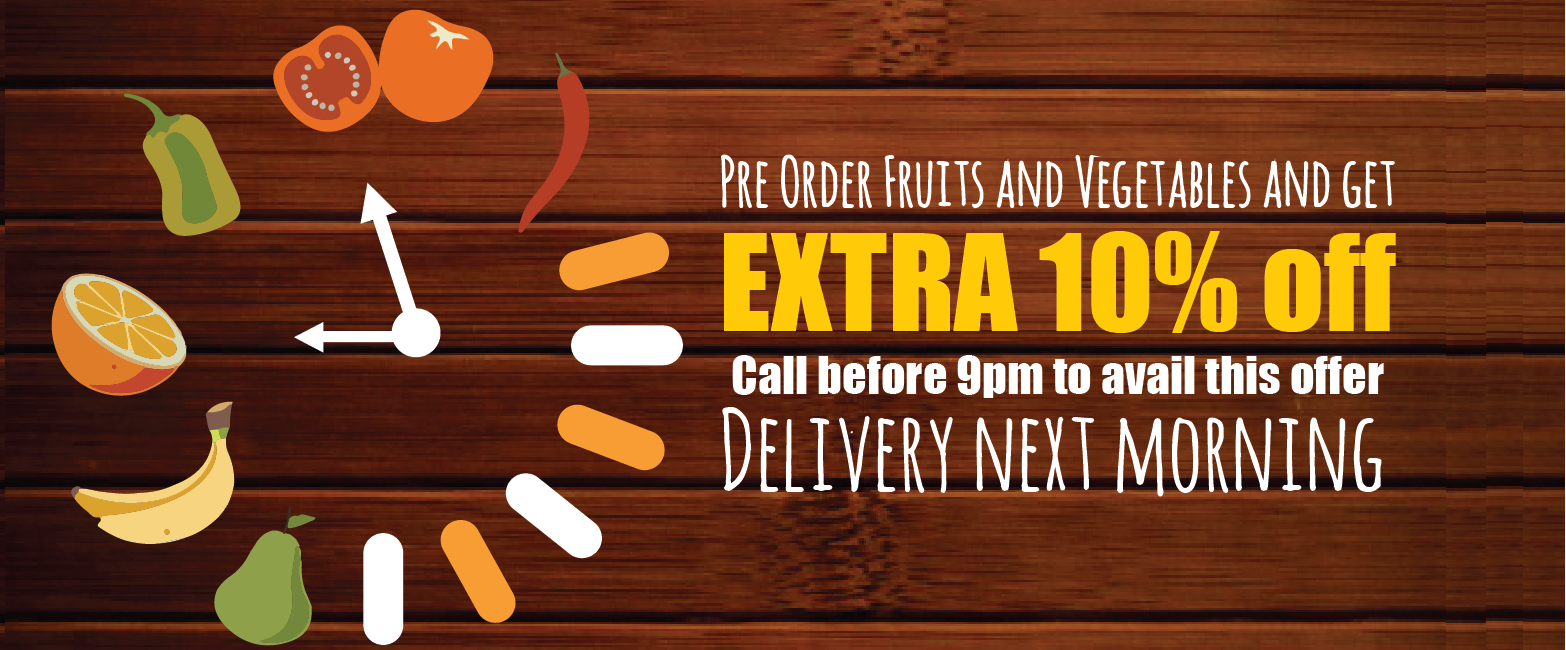 Pre Order Fruits and Vegetables and get
EXTRA 10% off
Call before 9pm to avail this offer
Delivery next morning